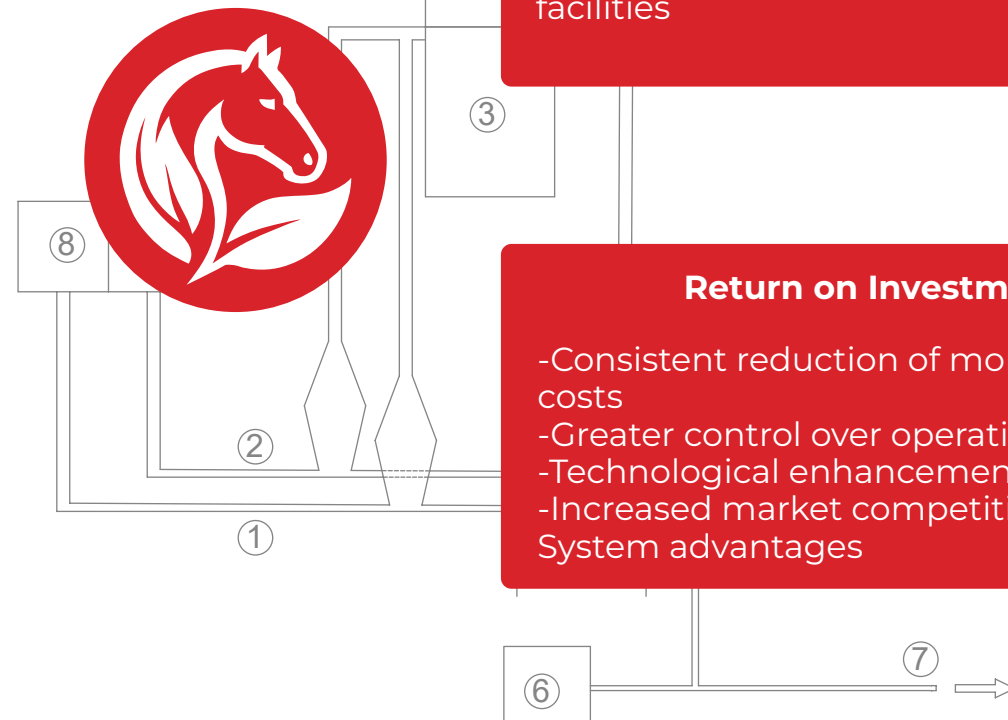 facilities
③
⑧
Return on Investm
-Consistent reduction of mo
costs
-Greater control over operati
②
-Technological enhancemen
-Increased market competiti
①
System advantages
⑦
⑥